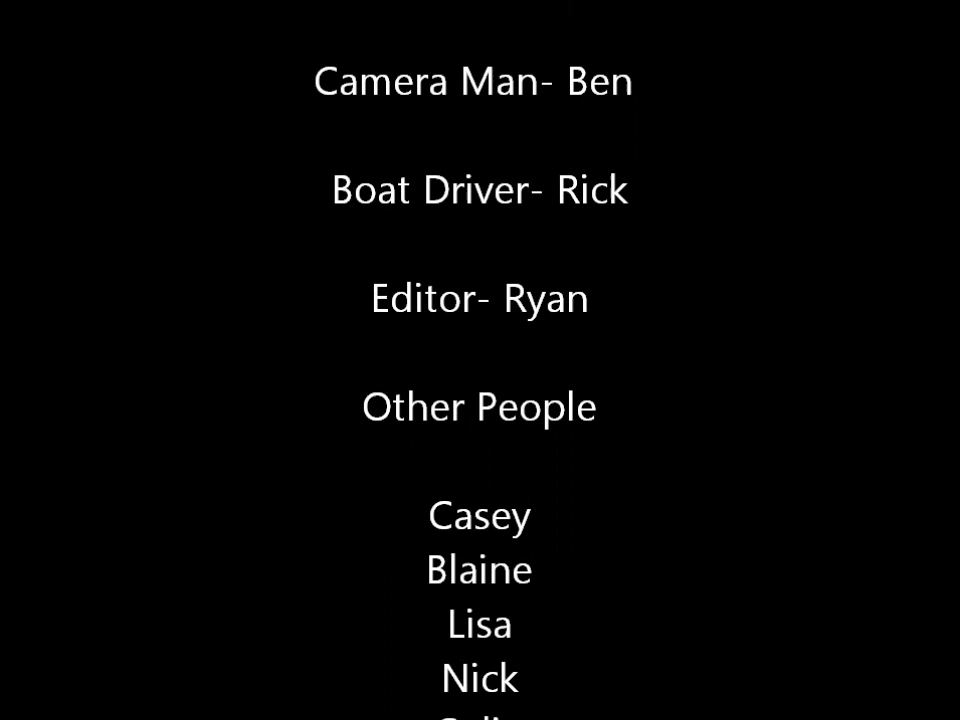 Camera Man- Ben
Boat Driver- Rick
Editor- Ryan
Other People
Casey
Blaine
Lisa
Nick